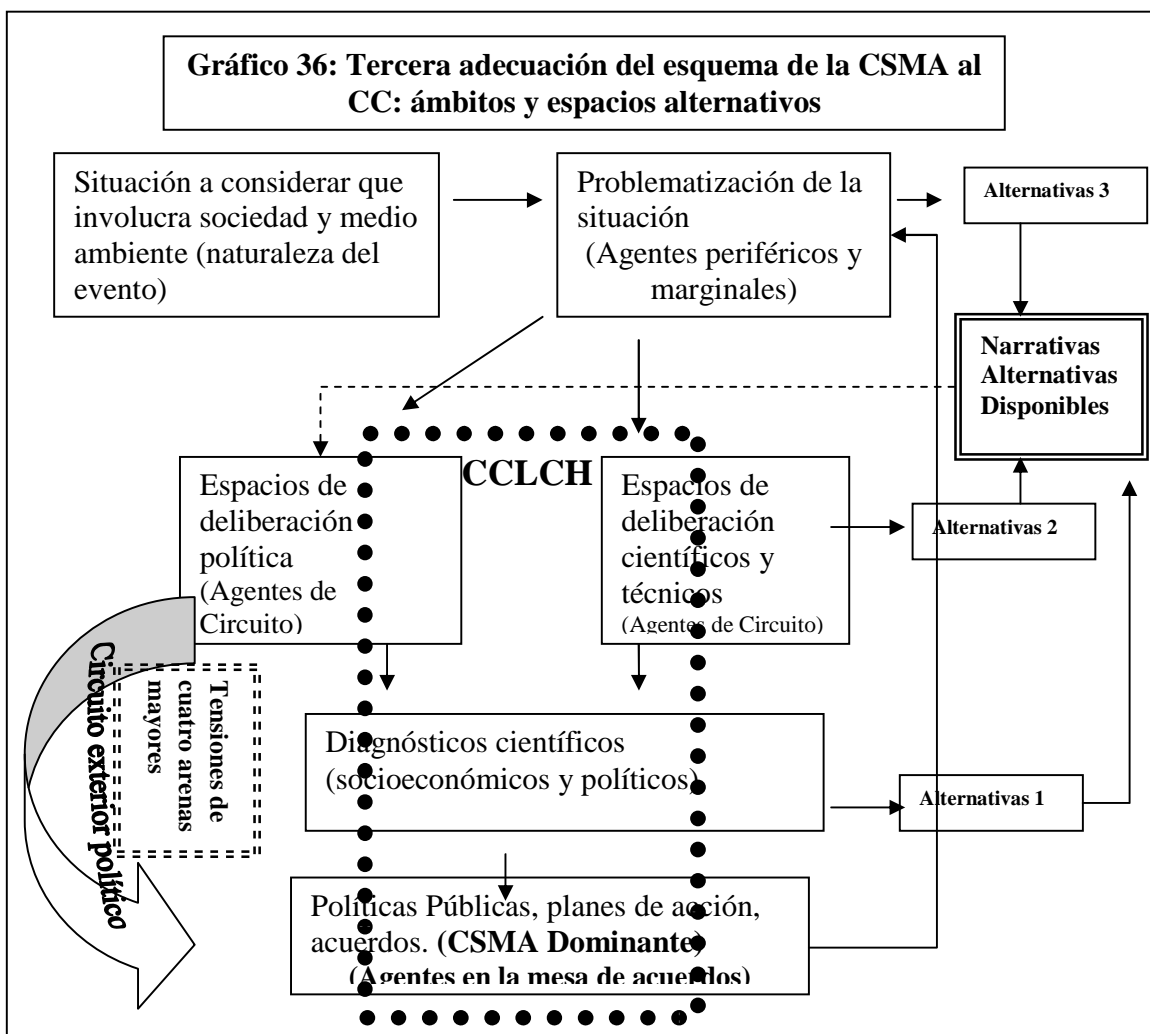 Gráfico 36: Tercera adecuación del esquema de la CSMA al
CC: ámbitos y espacios alternativos
Situación a considerar que
involucra sociedad y medio
ambiente (naturaleza del
evento)
Problematización de la
situación
(Agentes periféricos y
marginales)
Alternativas 3
Narrativas
Alternativas
Disponibles
CCLCH
Espacios de
deliberación
política
(Agentes de
Circuito)
Espacios de
deliberación
científicos y
técnicos
(Agentes de Circuito)
Alternativas 2
Circuito exterior político
Tensiones de
cuatro arenas
mayores
Diagnósticos científicos
(socioeconómicos y políticos)
Alternativas 1
Políticas Públicas, planes de acción,
acuerdos. (CSMA Dominante)
(Agentes en la mesa de acuerdos)